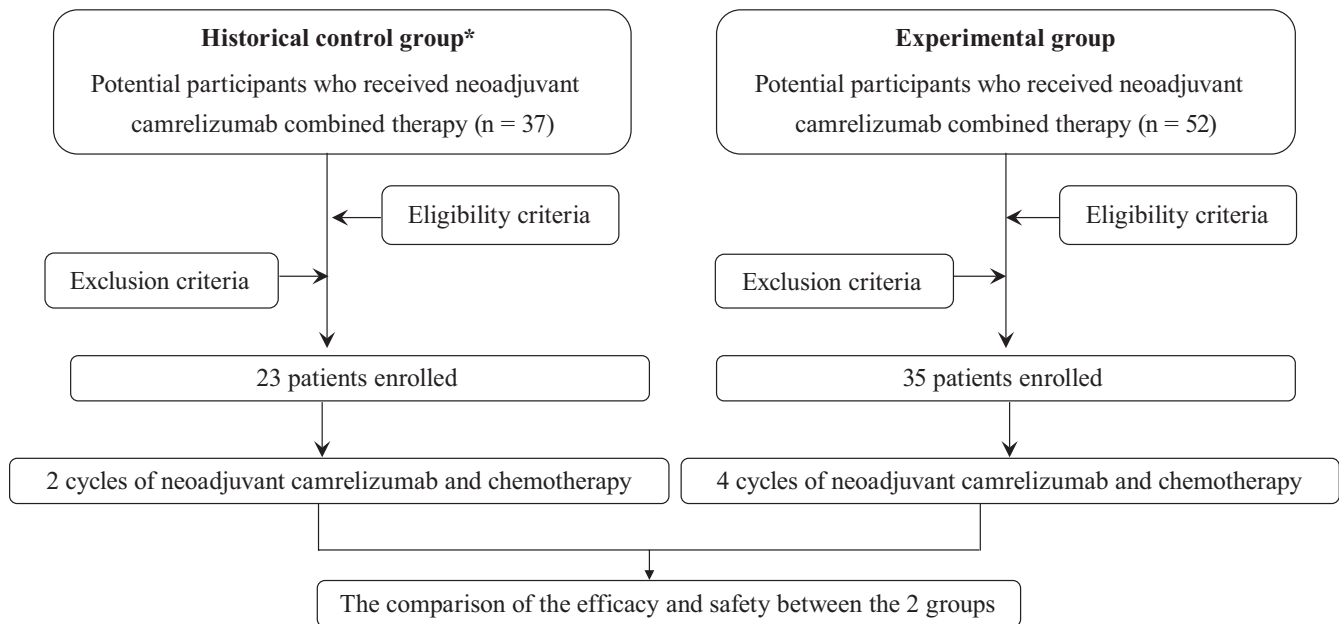 Historical control group*
Potential participants who received neoadjuvant
camrelizumab combined therapy (n = 37)
Eligibility criteria
Exclusion criteria
23 patients enrolled
2 cycles of neoadjuvant camrelizumab and chemotherapy
Experimental group
Potential participants who received neoadjuvant
camrelizumab combined therapy (n = 52)
Eligibility criteria
Exclusion criteria
35 patients enrolled
4 cycles of neoadjuvant camrelizumab and chemotherapy
The comparison of the efficacy and safety between the 2 groups